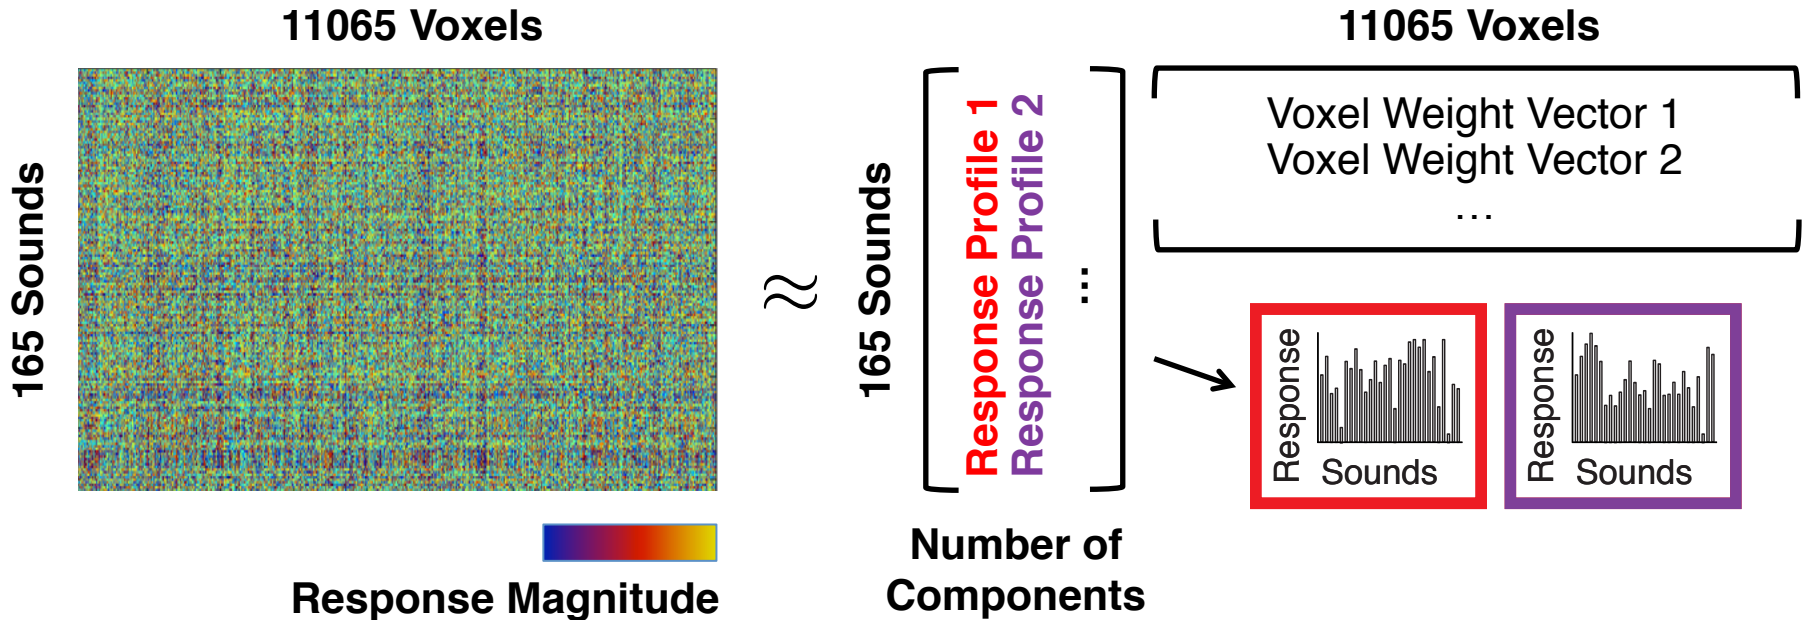 11065 Voxels
165 Sounds
Response Magnitude
≈
165 Sounds
Response Profile 1
Response Profile 2
...
Number of
Components
11065 Voxels
Voxel Weight Vector 1
Voxel Weight Vector 2
...
Response
Sounds
Response
Sounds